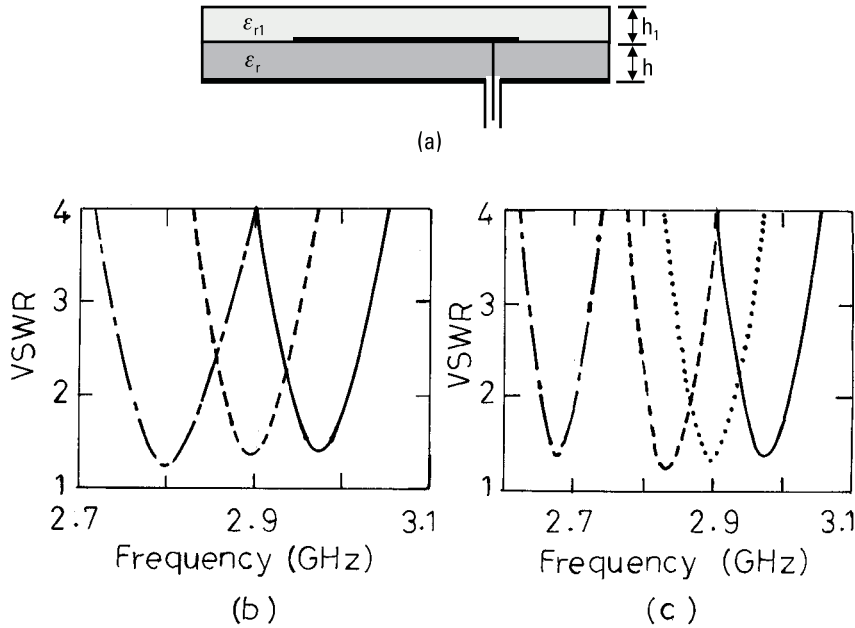 ε_r1
h₁
ε_r
h
(a)
4
3
2
1
VSWR
2.7
2.9
3.1
Frequency (GHz)
(b)
4
3
2
1
VSWR
2.7
2.9
3.1
Frequency (GHz)
(c)